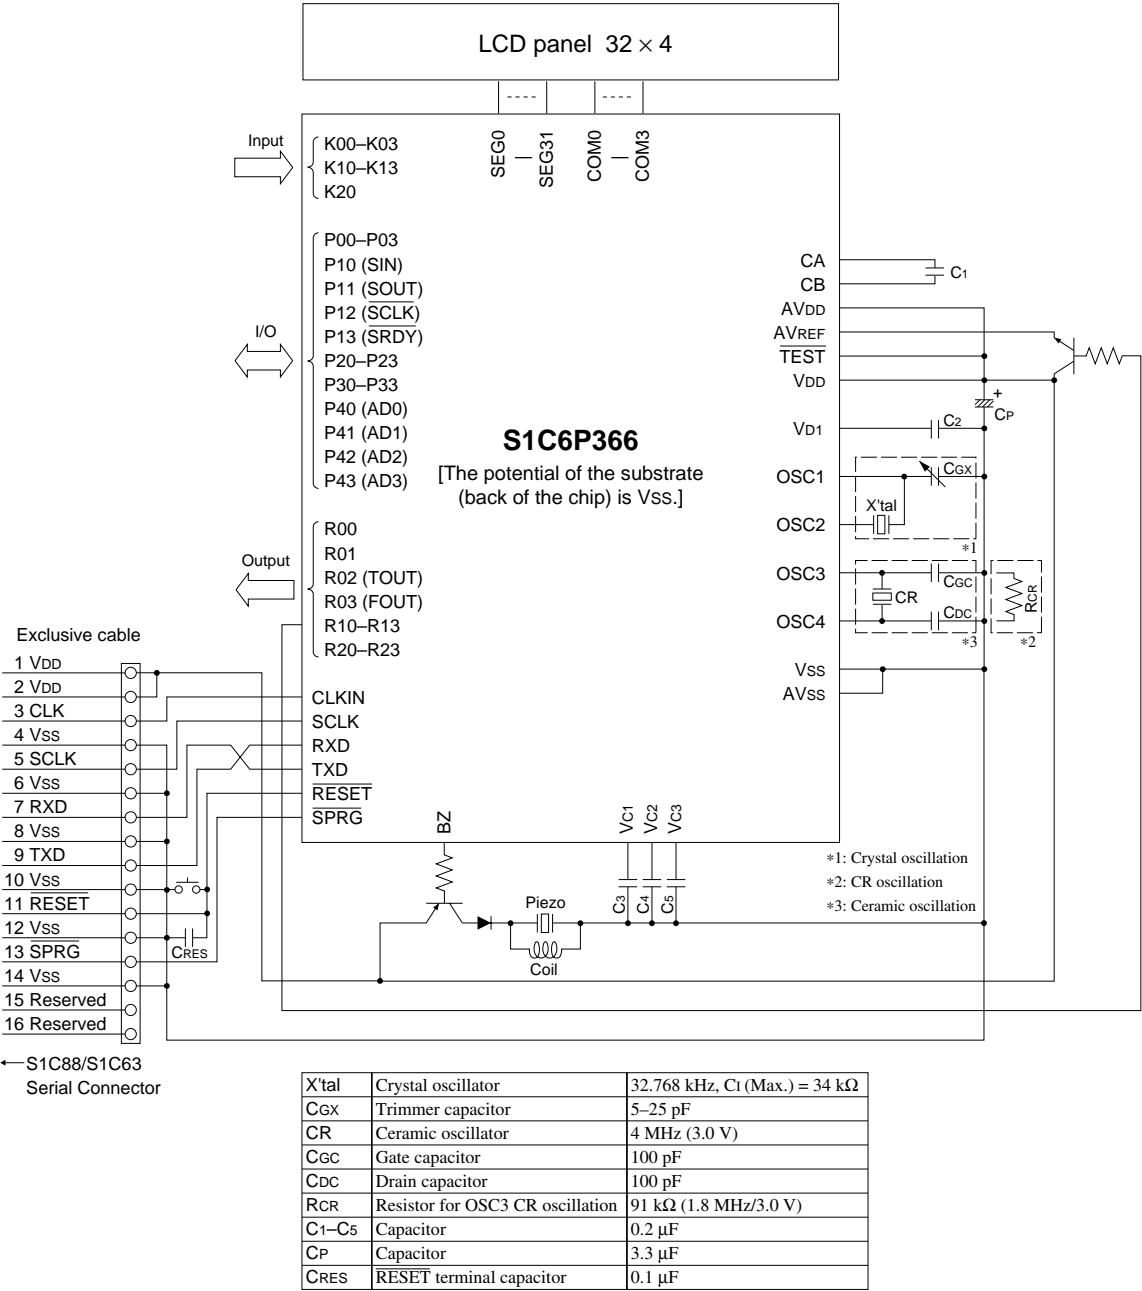 LCD panel 32 × 4
SEG0 — SEG31 COM0 — COM3
Input
K00–K03
K10–K13
K20
I/O
P00–P03
P10 (SIN)
P11 (SOUT)
P12 (SCLK)
P13 (SRDY)
P20–P23
P30–P33
P40 (AD0)
P41 (AD1)
P42 (AD2)
P43 (AD3)
Output
R00
R01
R02 (TOUT)
R03 (FOUT)
R10–R13
R20–R23
CLKIN
SCLK
RXD
TXD
RESET
SPRG
S1C6P366
[The potential of the substrate
(back of the chip) is VSS.]
CA
CB
AVDD
AVREF
TEST
VDD
VD1
OSC1
OSC2
OSC3
OSC4
VSS
AVSS
C1
+
CP
C2
CGX
X'tal
*1
CGC
CR
CDC
*3
RCR
*2
BZ
VC1 VC2 VC3
C3 C4 C5
Piezo
Coil
*1: Crystal oscillation
*2: CR oscillation
*3: Ceramic oscillation
Exclusive cable
1 VDD
2 VDD
3 CLK
4 VSS
5 SCLK
6 VSS
7 RXD
8 VSS
9 TXD
10 VSS
11 RESET
12 VSS
13 SPRG
14 VSS
15 Reserved
16 Reserved
CRES
←S1C88/S1C63
Serial Connector
X'tal Crystal oscillator 32.768 kHz, CI (Max.) = 34 kΩ
CGX Trimmer capacitor 5–25 pF
CR Ceramic oscillator 4 MHz (3.0 V)
CGC Gate capacitor 100 pF
CDC Drain capacitor 100 pF
RCR Resistor for OSC3 CR oscillation 91 kΩ (1.8 MHz/3.0 V)
C1–C5 Capacitor 0.2 µF
CP Capacitor 3.3 µF
CRES RESET terminal capacitor 0.1 µF